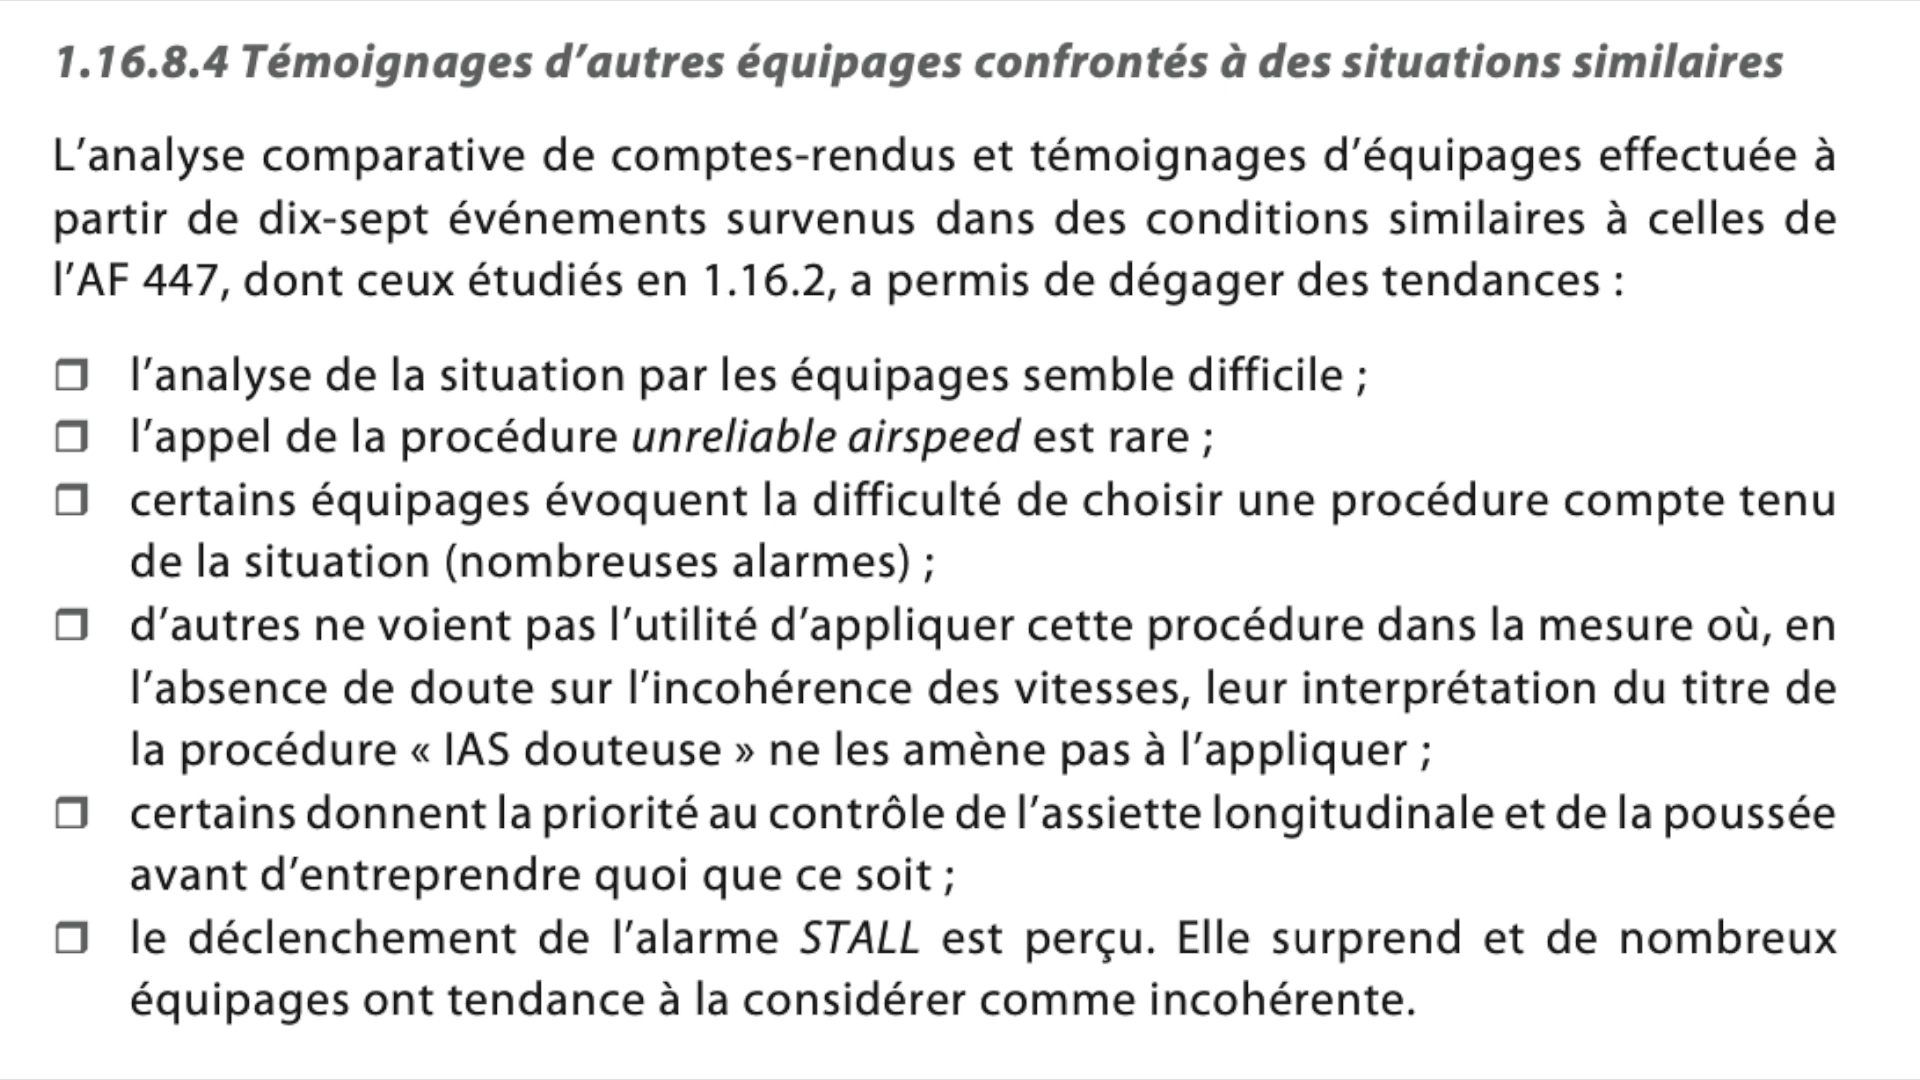 1.16.8.4 Témoignages d’autres équipages confrontés à des situations similaires
L’analyse comparative de comptes-rendus et témoignages d’équipages effectuée à
partir de dix-sept événements survenus dans des conditions similaires à celles de
l’AF 447, dont ceux étudiés en 1.16.2, a permis de dégager des tendances :
❒ l’analyse de la situation par les équipages semble difficile ;
❒ l’appel de la procédure unreliable airspeed est rare ;
❒ certains équipages évoquent la difficulté de choisir une procédure compte tenu
de la situation (nombreuses alarmes) ;
❒ d’autres ne voient pas l’utilité d’appliquer cette procédure dans la mesure où, en
l’absence de doute sur l’incohérence des vitesses, leur interprétation du titre de
la procédure « IAS douteuse » ne les amène pas à l’appliquer ;
❒ certains donnent la priorité au contrôle de l’assiette longitudinale et de la poussée
avant d’entreprendre quoi que ce soit ;
❒ le déclenchement de l’alarme STALL est perçu. Elle surprend et de nombreux
équipages ont tendance à la considérer comme incohérente.